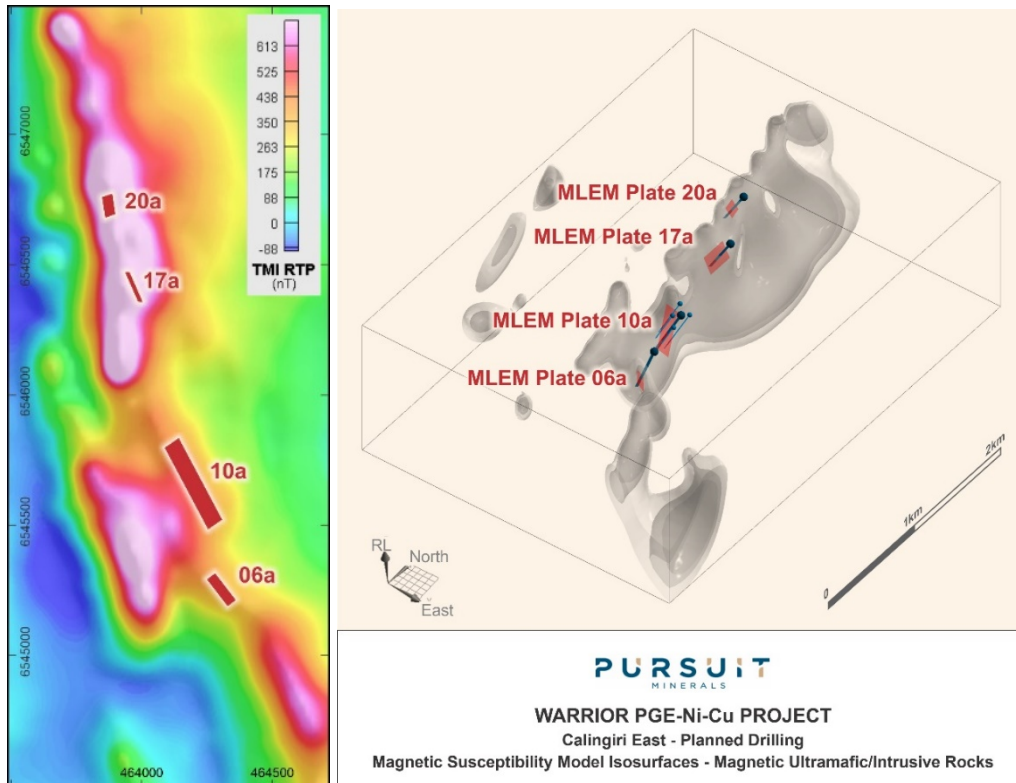 613
525
438
350
263
175
88
0
-88
TMI RTP
(nT)
6547000
6546500
6546000
6545500
6545000
20a
17a
10a
06a
464000
464500
MLEM Plate 20a
MLEM Plate 17a
MLEM Plate 10a
MLEM Plate 06a
2km
1km
0
RL
North
East
PURSUIT
MINERALS
WARRIOR PGE-Ni-Cu PROJECT
Calingiri East - Planned Drilling
Magnetic Susceptibility Model Isosurfaces - Magnetic Ultramafic/Intrusive Rocks